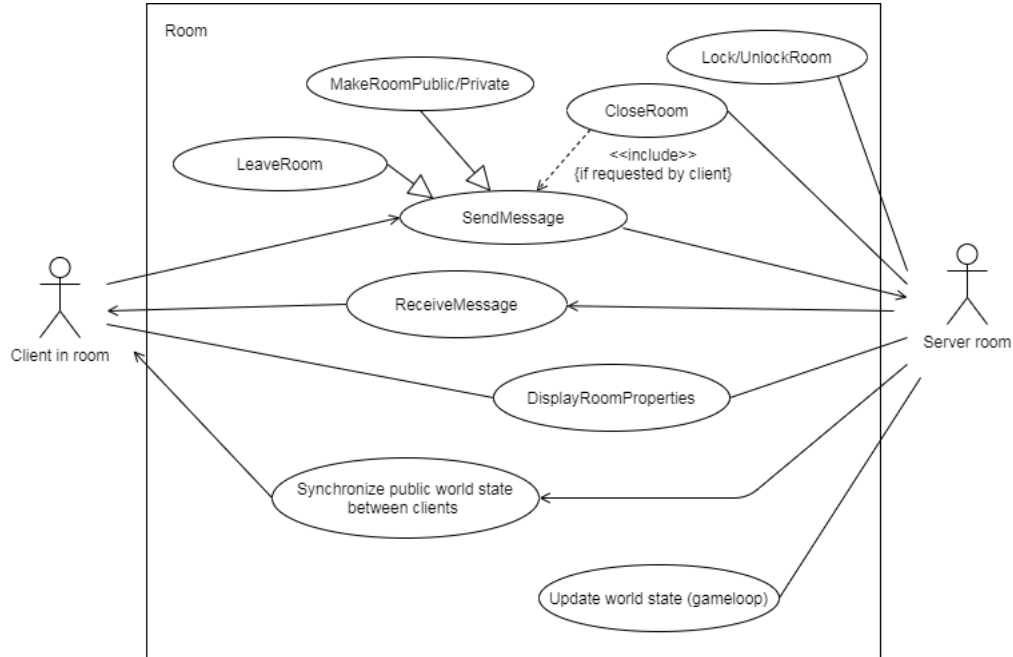 Room
Lock/UnlockRoom
MakeRoomPublic/Private
CloseRoom
<<include>>
{if requested by client}
LeaveRoom
SendMessage
ReceiveMessage
Client in room
Server room
DisplayRoomProperties
Synchronize public world state
between clients
Update world state (gameloop)